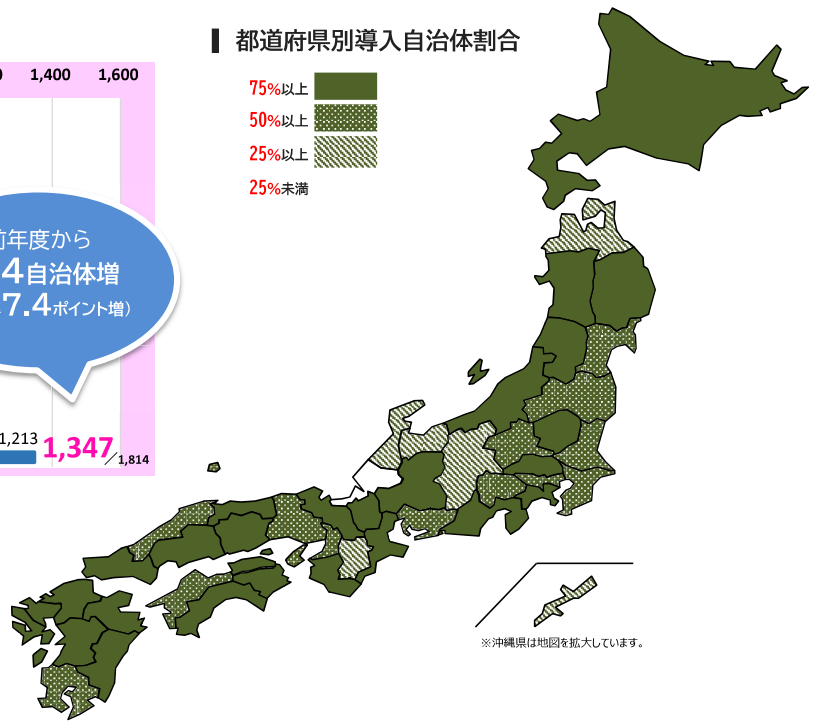 都道府県別導入自治体割合
0 1,400 1,600
75%以上
50%以上
25%以上
25%未満
年度から
4自治体増
7.4ポイント増）
1,213 1,347/1,814
※沖縄県は地図を拡大しています。